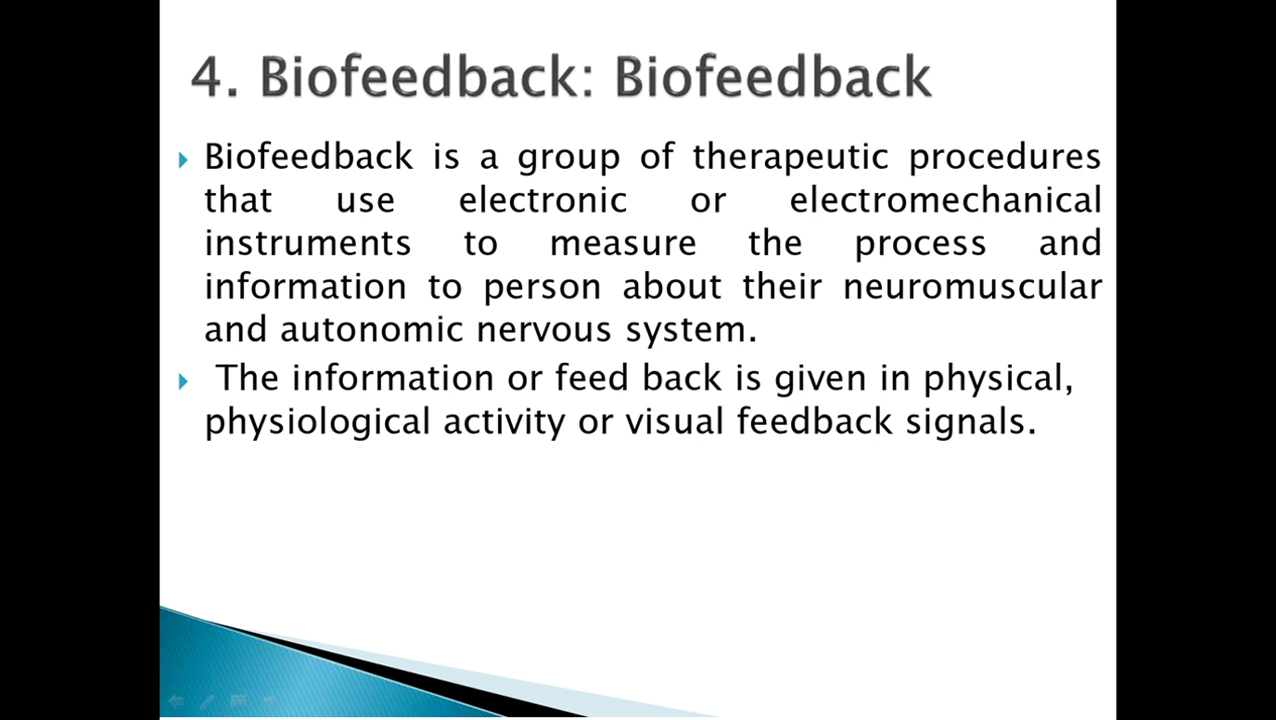 4. Biofeedback: Biofeedback
Biofeedback is a group of therapeutic procedures
that use electronic or electromechanical
instruments to measure the process and
information to person about their neuromuscular
and autonomic nervous system.
The information or feed back is given in physical,
physiological activity or visual feedback signals.